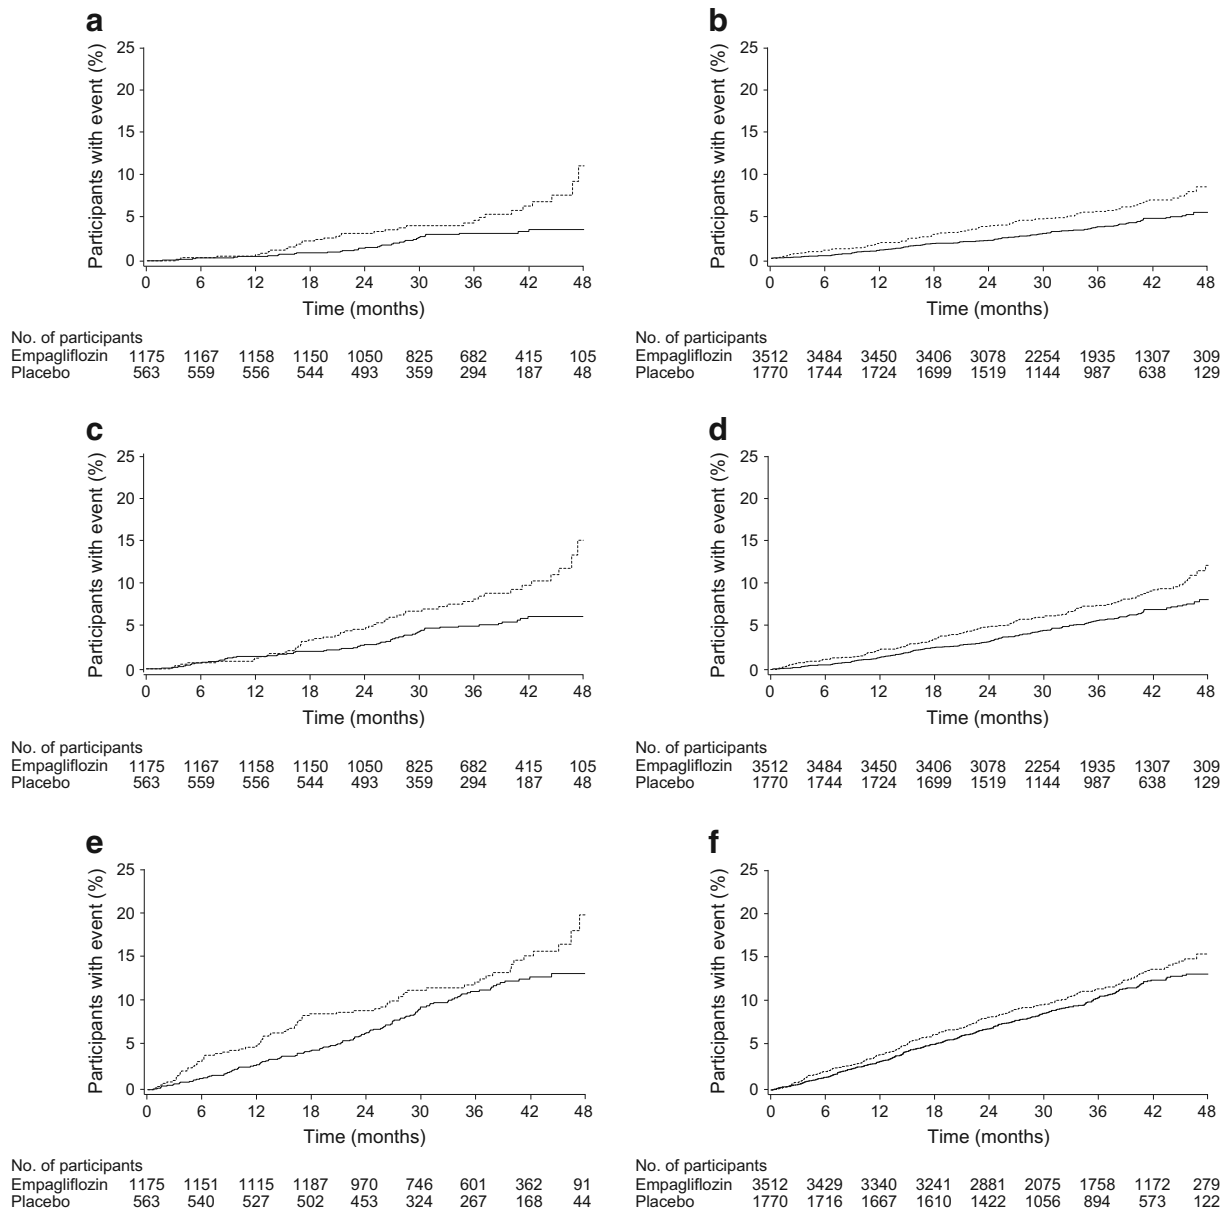 a
Participants with event (%)
25
20
15
10
5
0
0 6 12 18 24 30 36 42 48
Time (months)
No. of participants
Empagliflozin 1175 1167 1158 1150 1050 825 682 415 105
Placebo 563 559 556 544 493 359 294 187 48
b
Participants with event (%)
25
20
15
10
5
0
0 6 12 18 24 30 36 42 48
Time (months)
No. of participants
Empagliflozin 3512 3484 3450 3406 3078 2254 1935 1307 309
Placebo 1770 1744 1724 1699 1519 1144 987 638 129
c
Participants with event (%)
25
20
15
10
5
0
0 6 12 18 24 30 36 42 48
Time (months)
No. of participants
Empagliflozin 1175 1167 1158 1150 1050 825 682 415 105
Placebo 563 559 556 544 493 359 294 187 48
d
Participants with event (%)
25
20
15
10
5
0
0 6 12 18 24 30 36 42 48
Time (months)
No. of participants
Empagliflozin 3512 3484 3450 3406 3078 2254 1935 1307 309
Placebo 1770 1744 1724 1699 1519 1144 987 638 129
e
Participants with event (%)
25
20
15
10
5
0
0 6 12 18 24 30 36 42 48
Time (months)
No. of participants
Empagliflozin 1175 1151 1115 1187 970 746 601 362 91
Placebo 563 540 527 502 453 324 267 168 44
f
Participants with event (%)
25
20
15
10
5
0
0 6 12 18 24 30 36 42 48
Time (months)
No. of participants
Empagliflozin 3512 3429 3340 3241 2881 2075 1758 1172 279
Placebo 1770 1716 1667 1610 1422 1056 894 573 122